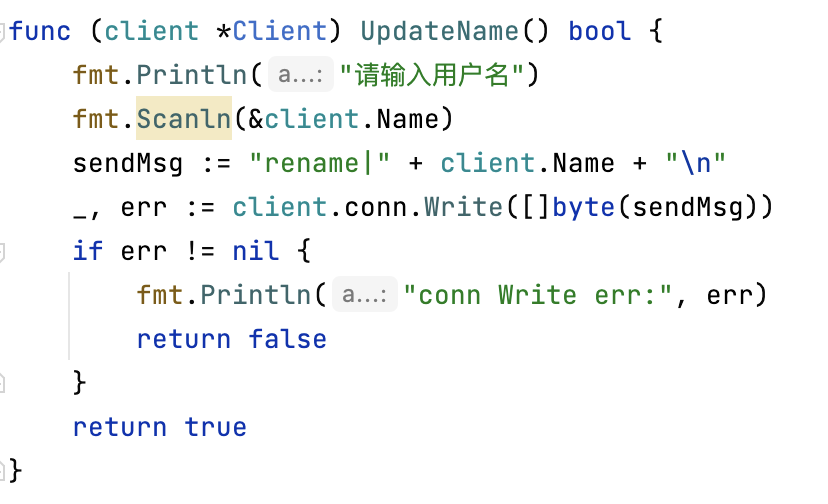 func (client *Client) UpdateName() bool {
    fmt.Println( a...: "请输入用户名")
    fmt.Scanln(&client.Name)
    sendMsg := "rename|" + client.Name + "\n"
    _, err := client.conn.Write([]byte(sendMsg))
    if err != nil {
        fmt.Println( a...: "conn Write err:", err)
        return false
    }
    return true
}